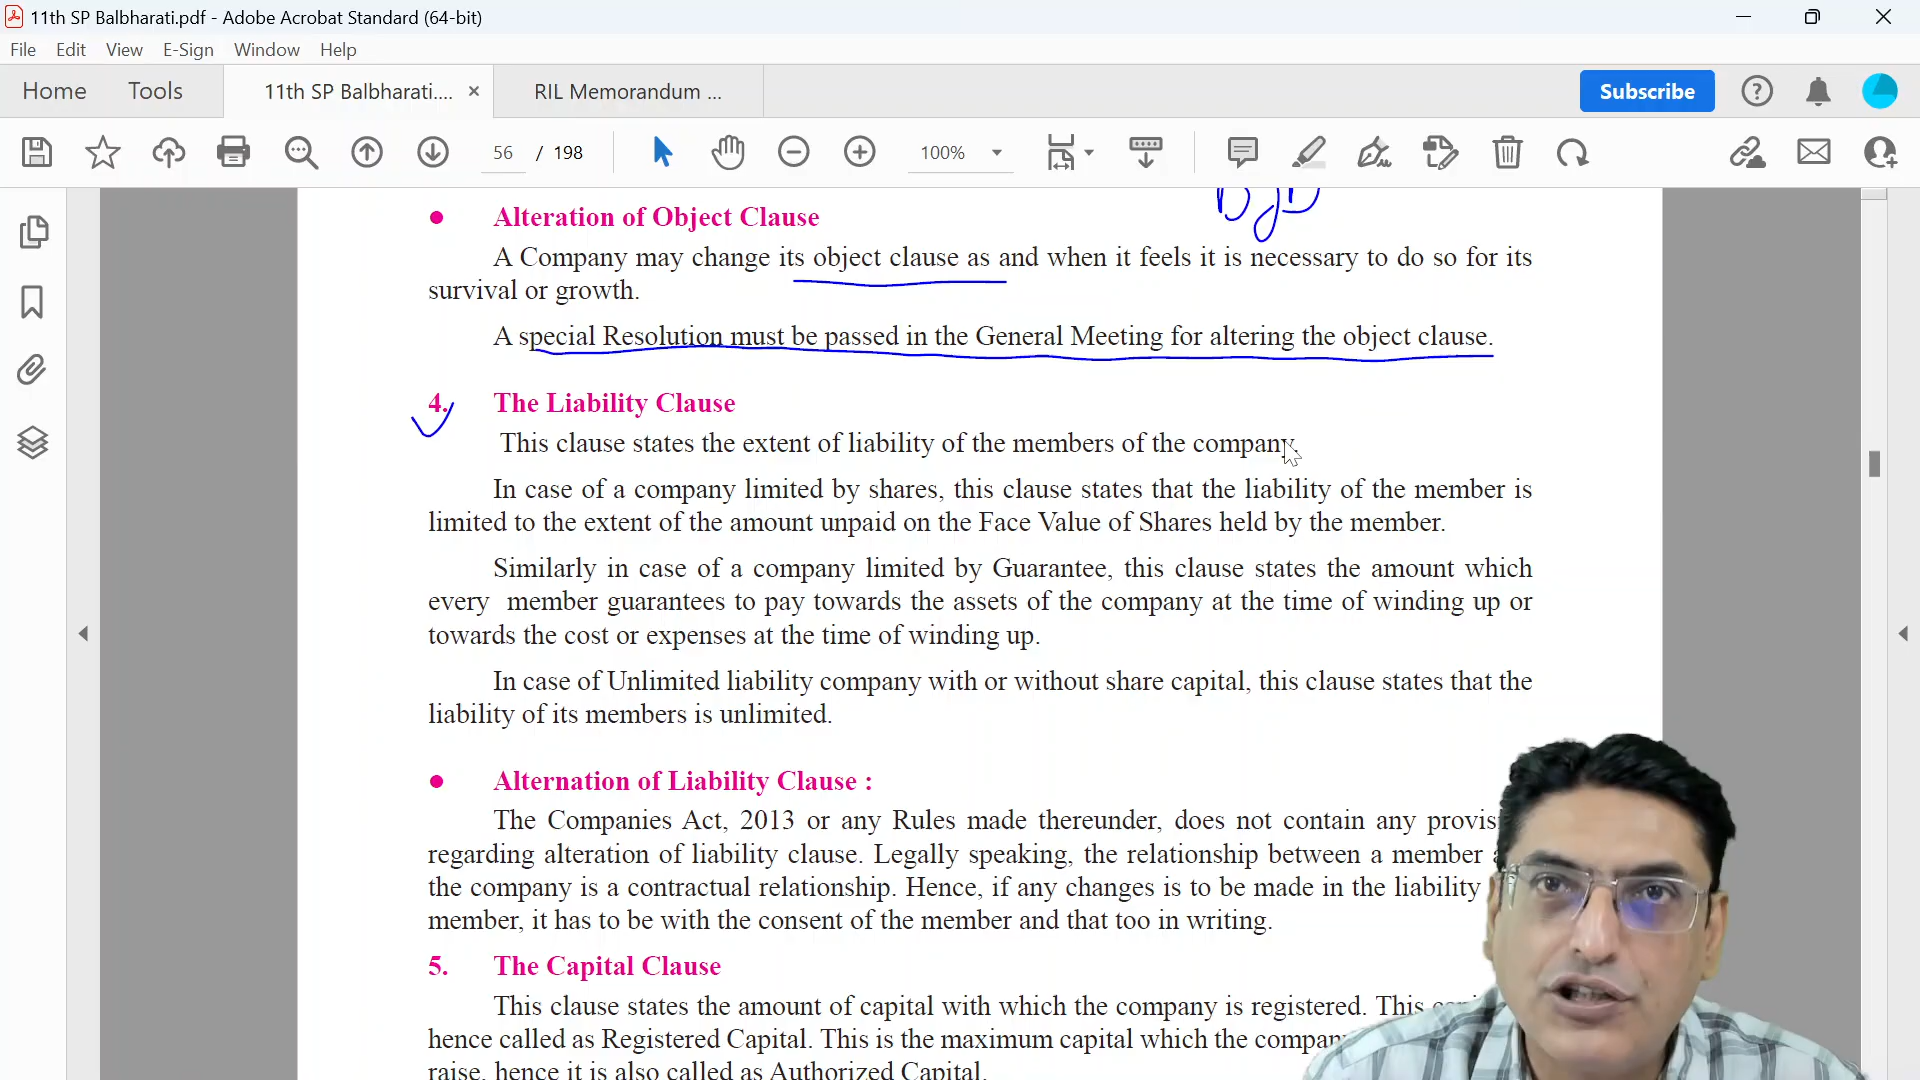 11th SP Balbharati.pdf - Adobe Acrobat Standard (64-bit)
File Edit View E-Sign Window Help
Home Tools 11th SP Balbharati.... × RIL Memorandum ... Subscribe
56 / 198 100%
• Alteration of Object Clause
A Company may change its object clause as and when it feels it is necessary to do so for its
survival or growth.
A special Resolution must be passed in the General Meeting for altering the object clause.
4. The Liability Clause
This clause states the extent of liability of the members of the company.
In case of a company limited by shares, this clause states that the liability of the member is
limited to the extent of the amount unpaid on the Face Value of Shares held by the member.
Similarly in case of a company limited by Guarantee, this clause states the amount which
every member guarantees to pay towards the assets of the company at the time of winding up or
towards the cost or expenses at the time of winding up.
In case of Unlimited liability company with or without share capital, this clause states that the
liability of its members is unlimited.
• Alternation of Liability Clause :
The Companies Act, 2013 or any Rules made thereunder, does not contain any
regarding alteration of liability clause. Legally speaking, the relationship between a member
the company is a contractual relationship. Hence, if any changes is to be made in the liability
member, it has to be with the consent of the member and that too in writing.
5. The Capital Clause
This clause states the amount of capital with which the company is registered. This
hence called as Registered Capital. This is the maximum capital which the
raise, hence it is also called as Authorized Capital.